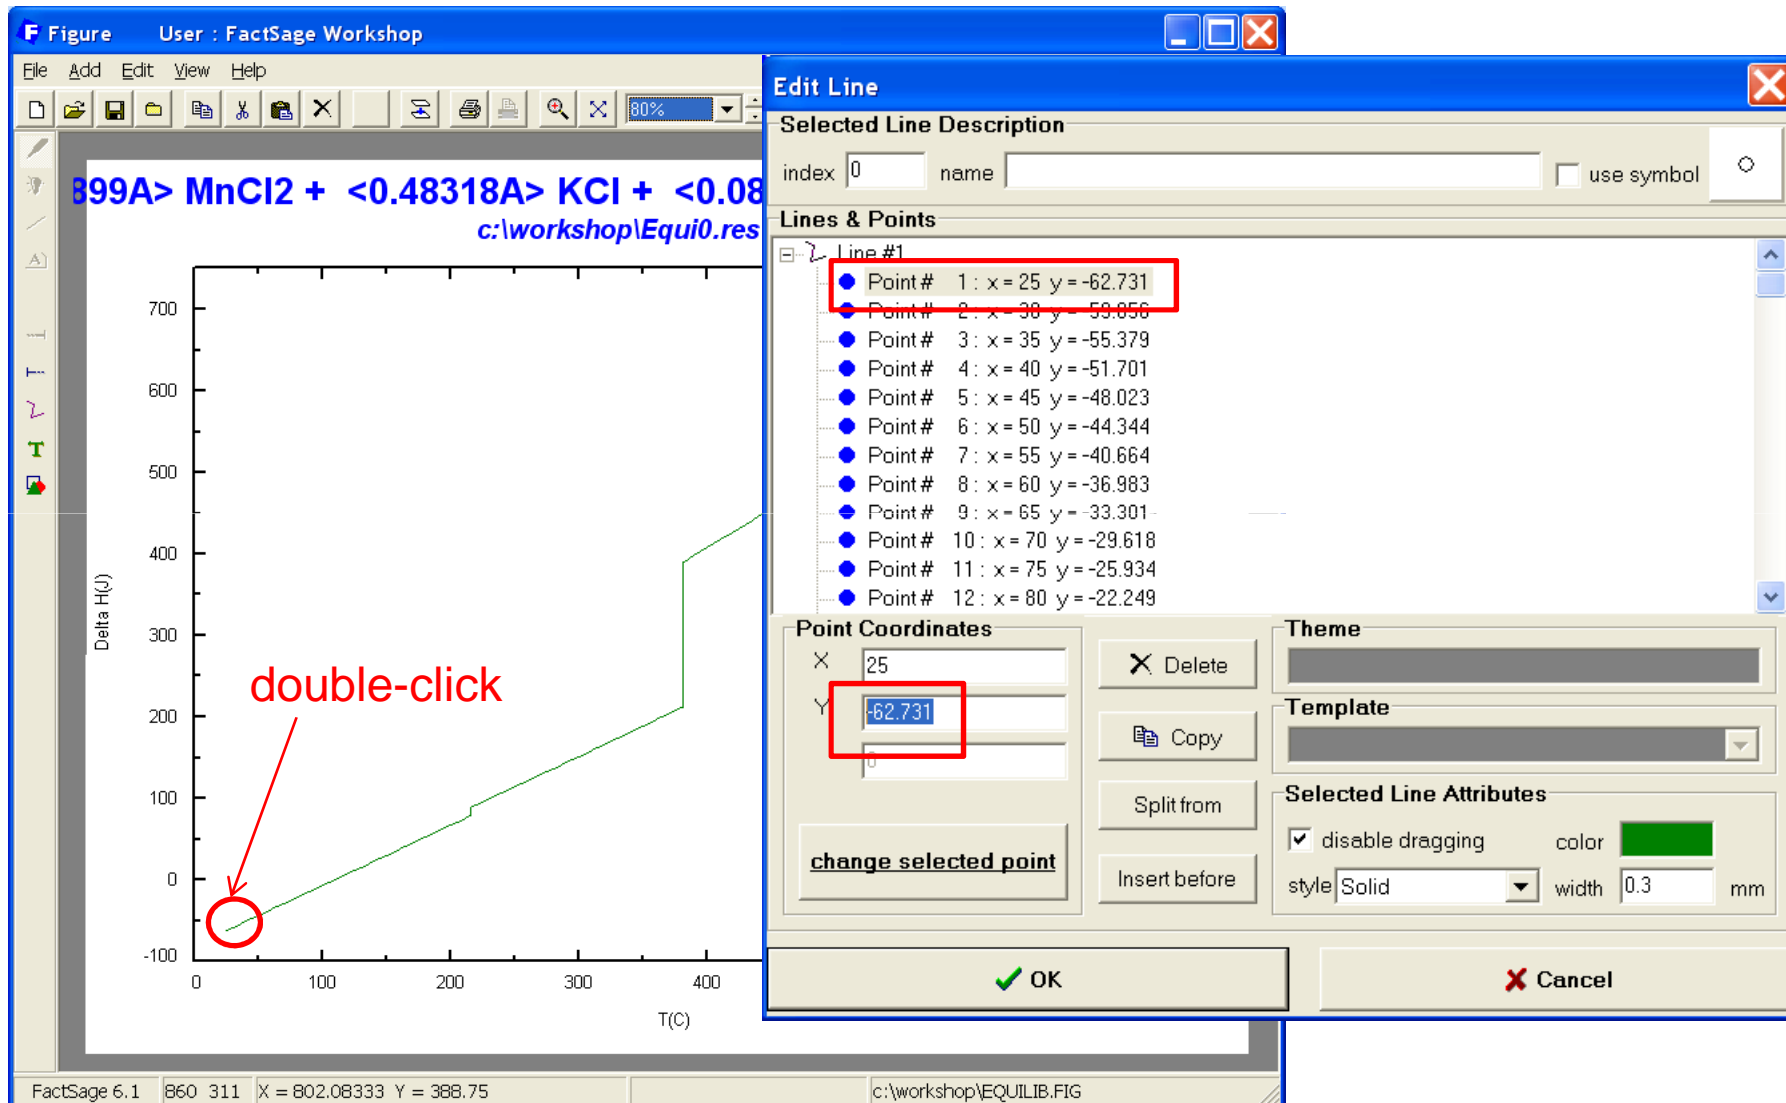 Figure User : FactSage Workshop
File Add Edit View Help
80%
899A> MnCl2 + <0.48318A> KCl + <0.08
c:\workshop\Equi0.res
700
600
500
400
300
200
100
0
-100
Delta H(J)
0 100 200 300 400
T(C)
double-click
FactSage 6.1 860 311 X = 802.08333 Y = 388.75 c:\workshop\EQUILIB.FIG
Edit Line
Selected Line Description
index 0 name use symbol
Lines & Points
Line #1
Point # 1 : x = 25 y = -62.731
Point # 2 : x = 30 y = -59.056
Point # 3 : x = 35 y = -55.379
Point # 4 : x = 40 y = -51.701
Point # 5 : x = 45 y = -48.023
Point # 6 : x = 50 y = -44.344
Point # 7 : x = 55 y = -40.664
Point # 8 : x = 60 y = -36.983
Point # 9 : x = 65 y = -33.301
Point # 10 : x = 70 y = -29.618
Point # 11 : x = 75 y = -25.934
Point # 12 : x = 80 y = -22.249
Point Coordinates
X 25
Y -62.731
0
change selected point
Delete
Copy
Split from
Insert before
Theme
Template
Selected Line Attributes
disable dragging color
style Solid width 0.3 mm
OK
Cancel